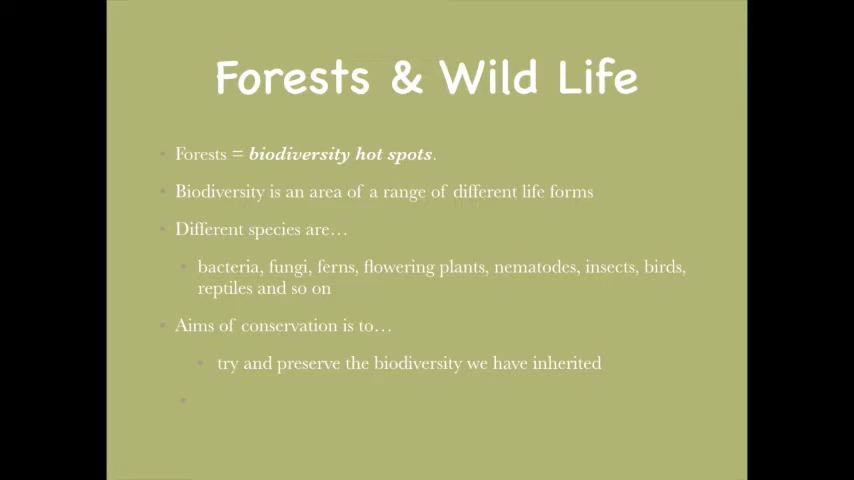 Forests & Wild Life
Forests = biodiversity hot spots.
Biodiversity is an area of a range of different life forms
Different species are…
bacteria, fungi, ferns, flowering plants, nematodes, insects, birds,
reptiles and so on
Aims of conservation is to…
try and preserve the biodiversity we have inherited